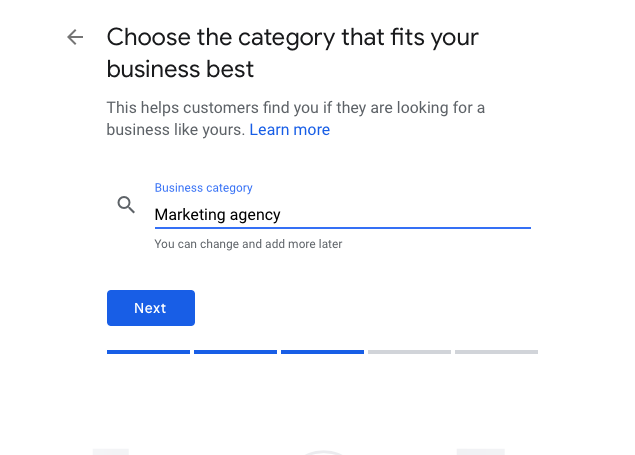 Choose the category that fits your
business best
This helps customers find you if they are looking for a
business like yours. Learn more
Business category
Marketing agency
You can change and add more later
Next